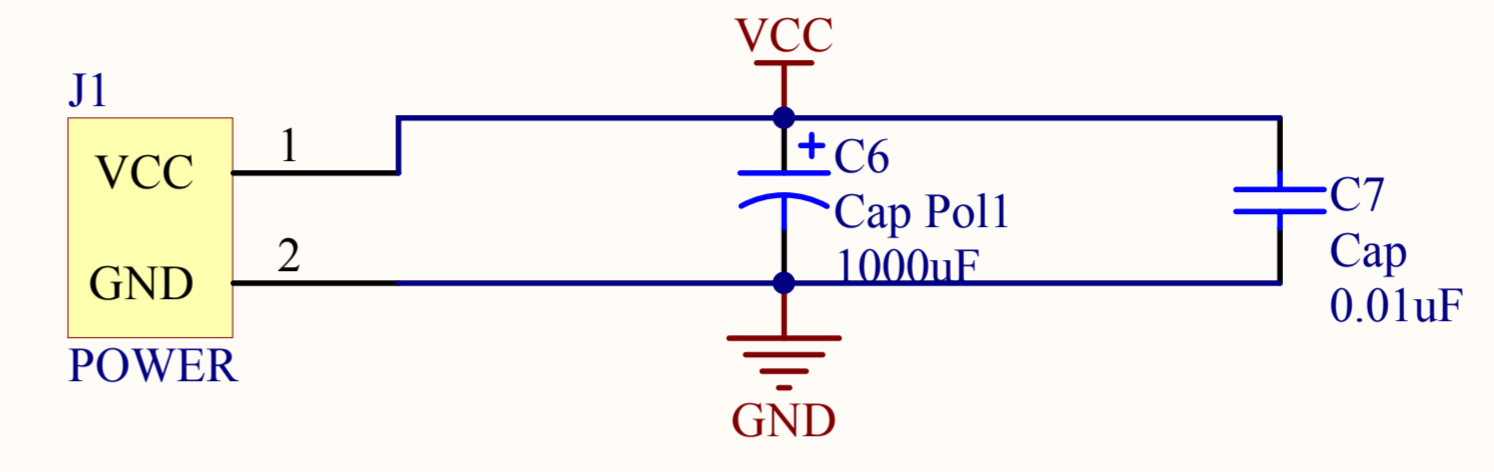 VCC
J1
VCC
1
GND
2
POWER
+
C6
Cap Pol1
1000uF
C7
Cap
0.01uF
GND